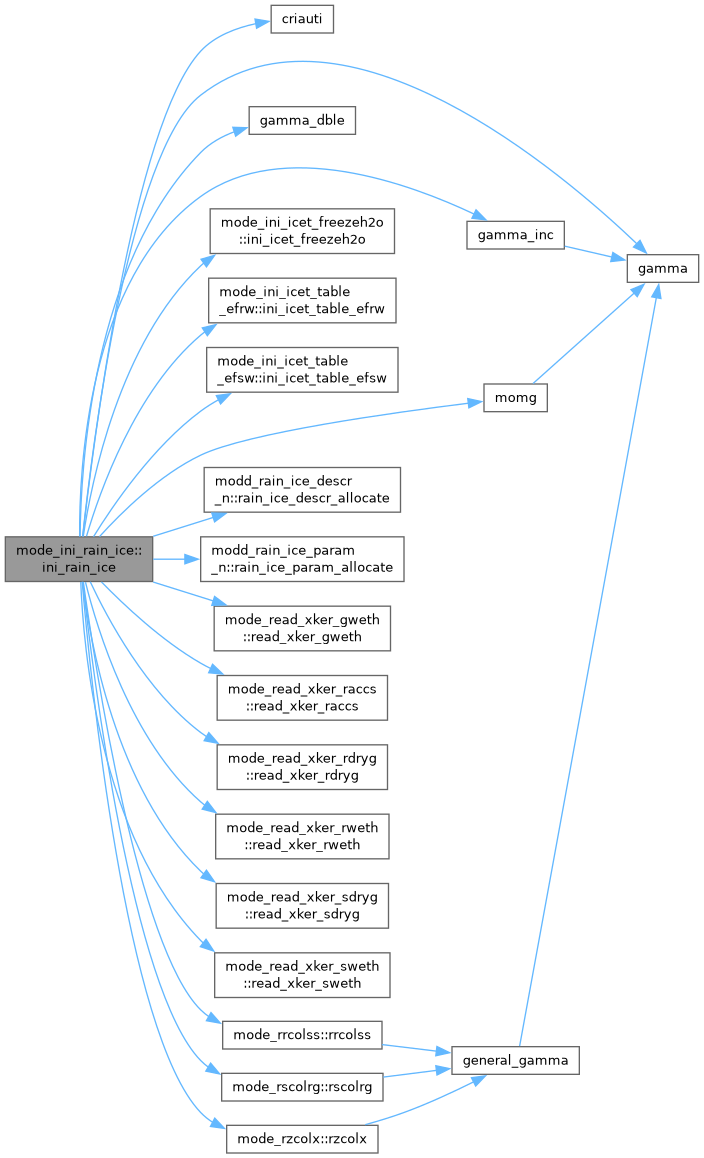 criauti
gamma_dble
mode_ini_icet_freezeh2o
::ini_icet_freezeh2o
gamma_inc
gamma
mode_ini_icet_table
_efrw::ini_icet_table_efrw
mode_ini_icet_table
_efsw::ini_icet_table_efsw
momg
modd_rain_ice_descr
_n::rain_ice_descr_allocate
mode_ini_rain_ice::
ini_rain_ice
modd_rain_ice_param
_n::rain_ice_param_allocate
mode_read_xker_gweth
::read_xker_gweth
mode_read_xker_raccs
::read_xker_raccs
mode_read_xker_rdryg
::read_xker_rdryg
mode_read_xker_rweth
::read_xker_rweth
mode_read_xker_sdryg
::read_xker_sdryg
mode_read_xker_sweth
::read_xker_sweth
mode_rrcolss::rrcolss
general_gamma
mode_rscolrg::rscolrg
mode_rzcolx::rzcolx